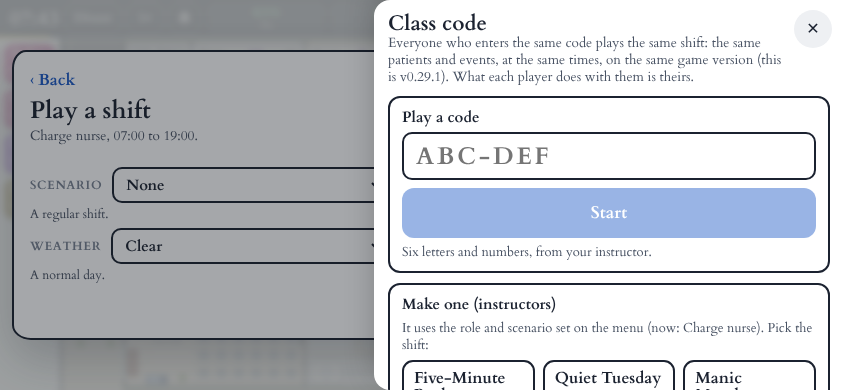 ‹ Back
Play a shift
Charge nurse, 07:00 to 19:00.
SCENARIO None
A regular shift.
WEATHER Clear
A normal day.
Class code
Everyone who enters the same code plays the same shift: the same
patients and events, at the same times, on the same game version (this
is v0.29.1). What each player does with them is theirs.
×
Play a code
ABC-DEF
Start
Six letters and numbers, from your instructor.
Make one (instructors)
It uses the role and scenario set on the menu (now: Charge nurse). Pick the
shift:
Five-Minute
Quiet Tuesday
Manic